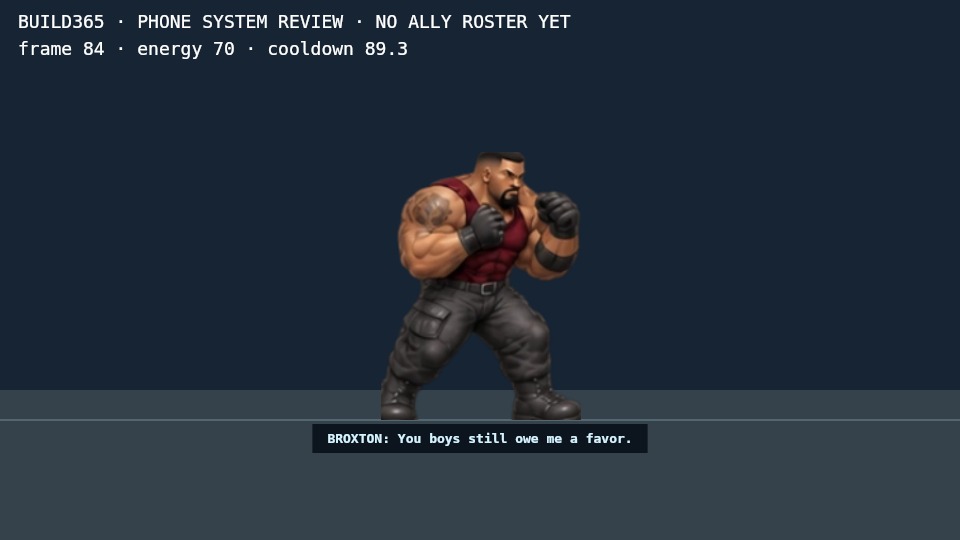 BUILD365 · PHONE SYSTEM REVIEW · NO ALLY ROSTER YET
frame 84 · energy 70 · cooldown 89.3
BROXTON: You boys still owe me a favor.